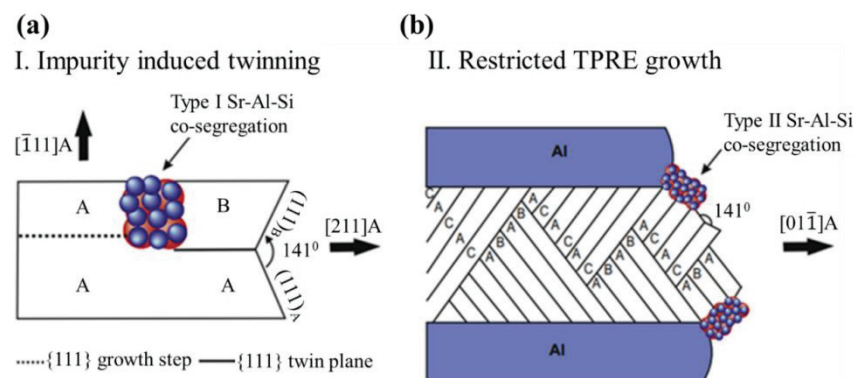 (a)
I. Impurity induced twinning
Type I Sr-Al-Si
co-segregation
[1̄11]A
A
B
(111)B
[211]A
141⁰
A
A
(111)A
{111} growth step
{111} twin plane
(b)
II. Restricted TPRE growth
Type II Sr-Al-Si
co-segregation
Al
141⁰
[011̄]A
Al